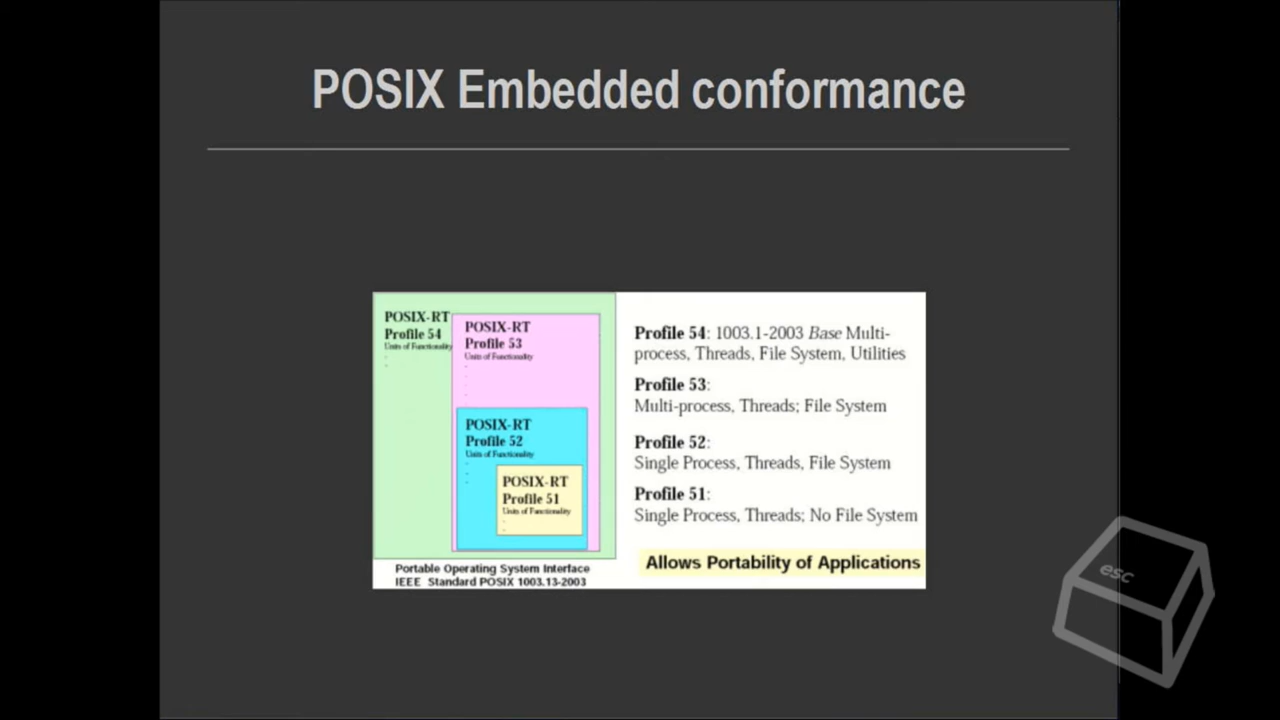 POSIX Embedded conformance
POSIX-RT
Profile 54
Units of Functionality
POSIX-RT
Profile 53
Units of Functionality
POSIX-RT
Profile 52
Units of Functionality
POSIX-RT
Profile 51
Units of Functionality
Portable Operating System Interface
IEEE Standard POSIX 1003.13-2003
Profile 54: 1003.1-2003 Base Multi-
process, Threads, File System, Utilities
Profile 53:
Multi-process, Threads; File System
Profile 52:
Single Process, Threads, File System
Profile 51:
Single Process, Threads; No File System
Allows Portability of Applications
esc